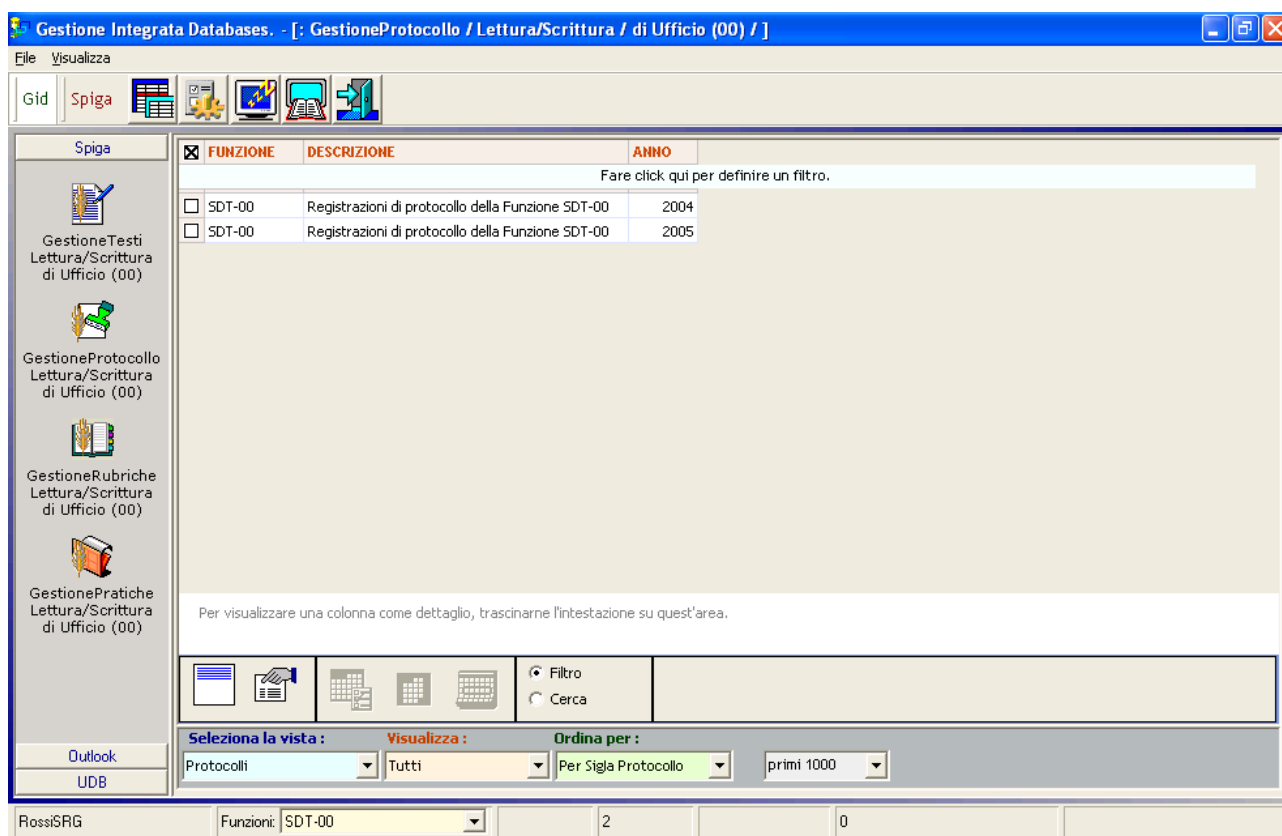 Gestione Integrata Databases. - [: GestioneProtocollo / Lettura/Scrittura / di Ufficio (00) / ]
File Visualizza
Gid Spiga
Spiga
GestioneTesti
Lettura/Scrittura
di Ufficio (00)
GestioneProtocollo
Lettura/Scrittura
di Ufficio (00)
GestioneRubriche
Lettura/Scrittura
di Ufficio (00)
GestionePratiche
Lettura/Scrittura
di Ufficio (00)
Outlook
UDB
FUNZIONE DESCRIZIONE ANNO
Fare click qui per definire un filtro.
SDT-00 Registrazioni di protocollo della Funzione SDT-00 2004
SDT-00 Registrazioni di protocollo della Funzione SDT-00 2005
Per visualizzare una colonna come dettaglio, trascinarne l'intestazione su quest'area.
Filtro
Cerca
Seleziona la vista : Visualizza : Ordina per :
Protocolli Tutti Per Sigla Protocollo primi 1000
RossiSRG Funzioni: SDT-00 2 0